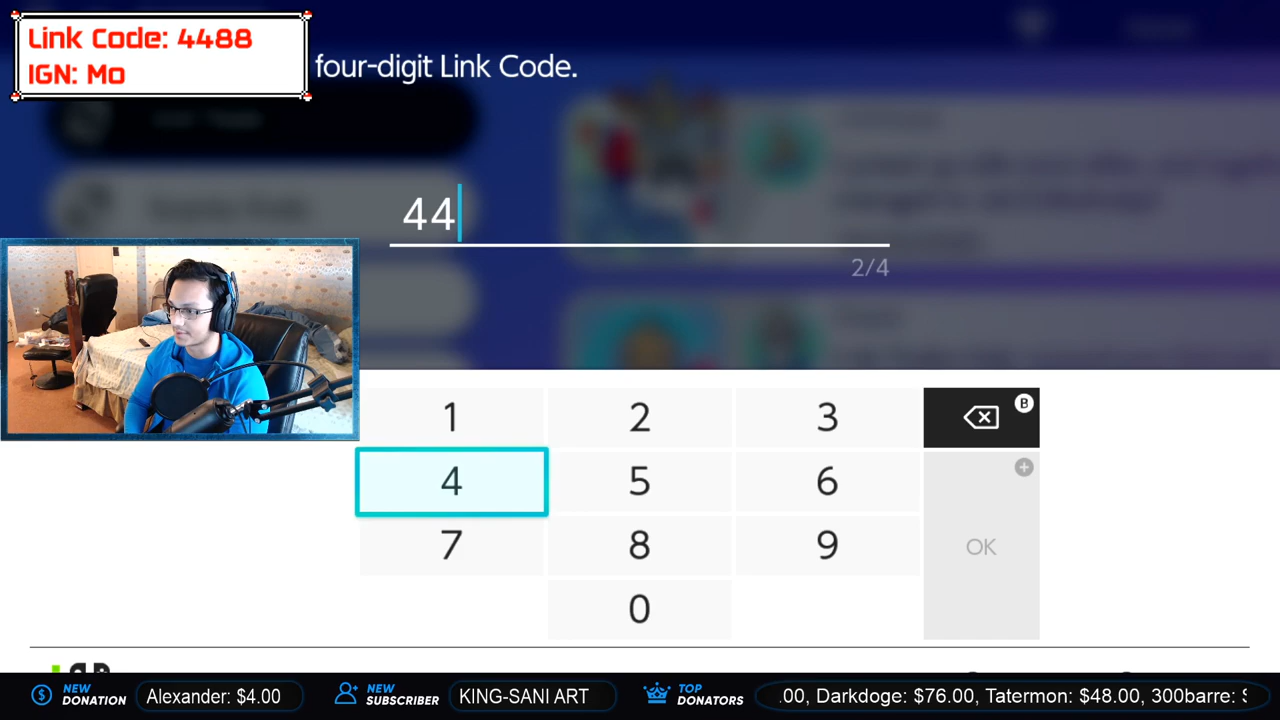 Link Code: 4488
IGN: Mo
four-digit Link Code.
44
2/4
1 2 3
B
4 5 6
+
7 8 9
OK
0
NEW DONATION
Alexander: $4.00
NEW SUBSCRIBER
KING-SANI ART
TOP DONATORS
.00, Darkdoge: $76.00, Tatermon: $48.00, 300barre: